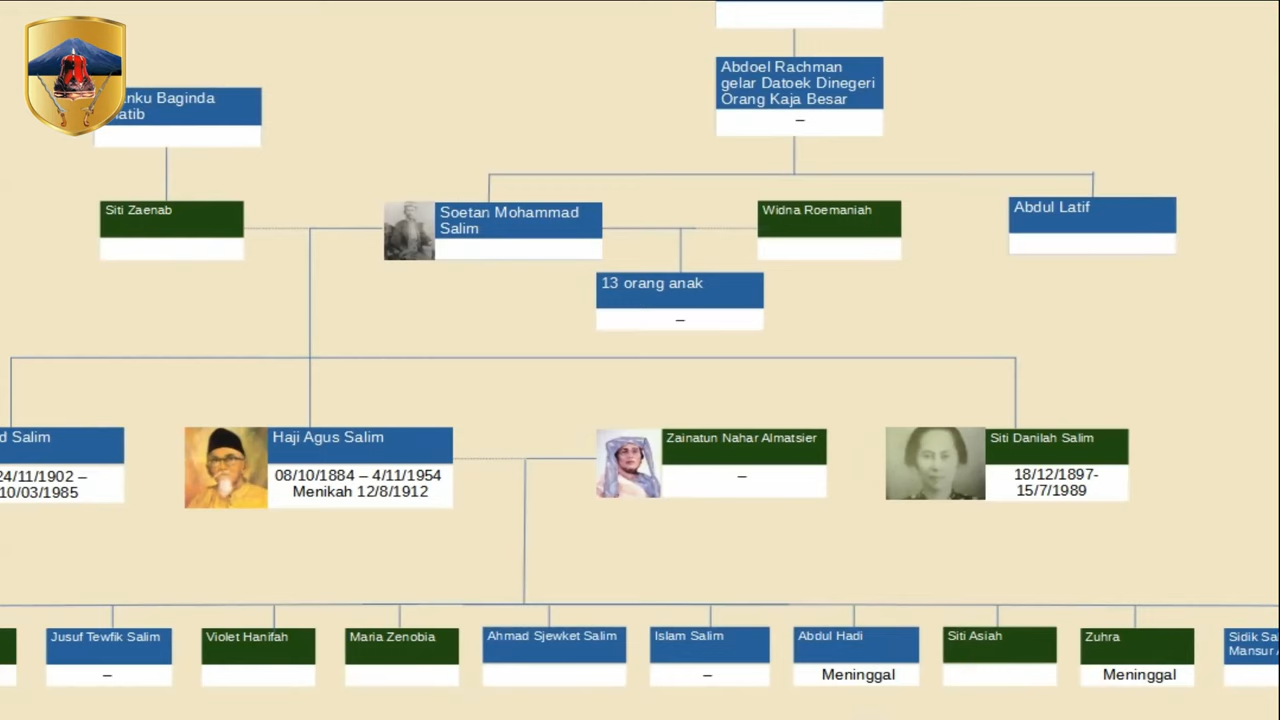 Abdoel Rachman
gelar Datoek Dinegeri
Orang Kaja Besar
–
Baginda
Siti Zaenab
Soetan Mohammad
Salim
Widna Roemaniah
Abdul Latif
13 orang anak
–
Salim
24/11/1902 –
10/03/1985
Haji Agus Salim
08/10/1884 – 4/11/1954
Menikah 12/8/1912
Zainatun Nahar Almatsier
–
Siti Danilah Salim
18/12/1897-
15/7/1989
Jusuf Tewfik Salim
–
Violet Hanifah
Maria Zenobia
Ahmad Sjewket Salim
Islam Salim
–
Abdul Hadi
Meninggal
Siti Asiah
Zuhra
Meninggal
Sidik
Mansur